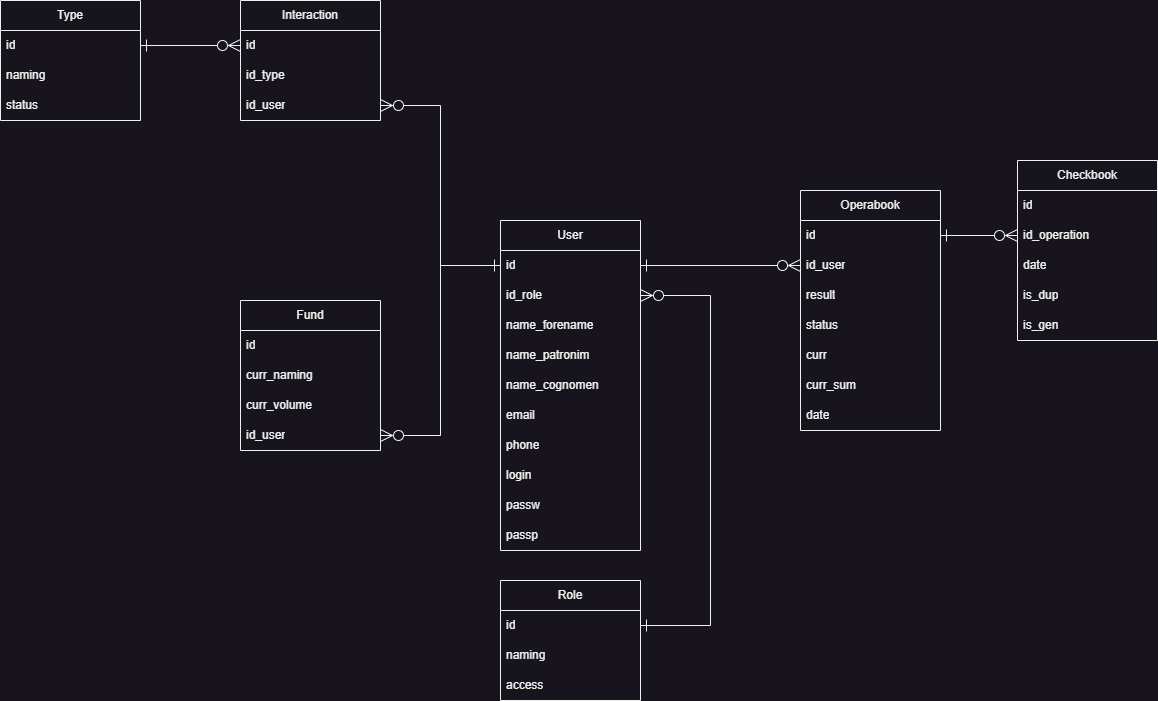 Type
id
naming
status
Interaction
id
id_type
id_user
Fund
id
curr_naming
curr_volume
id_user
User
id
id_role
name_forename
name_patronim
name_cognomen
email
phone
login
passw
passp
Role
id
naming
access
Operabook
id
id_user
result
status
curr
curr_sum
date
Checkbook
id
id_operation
date
is_dup
is_gen